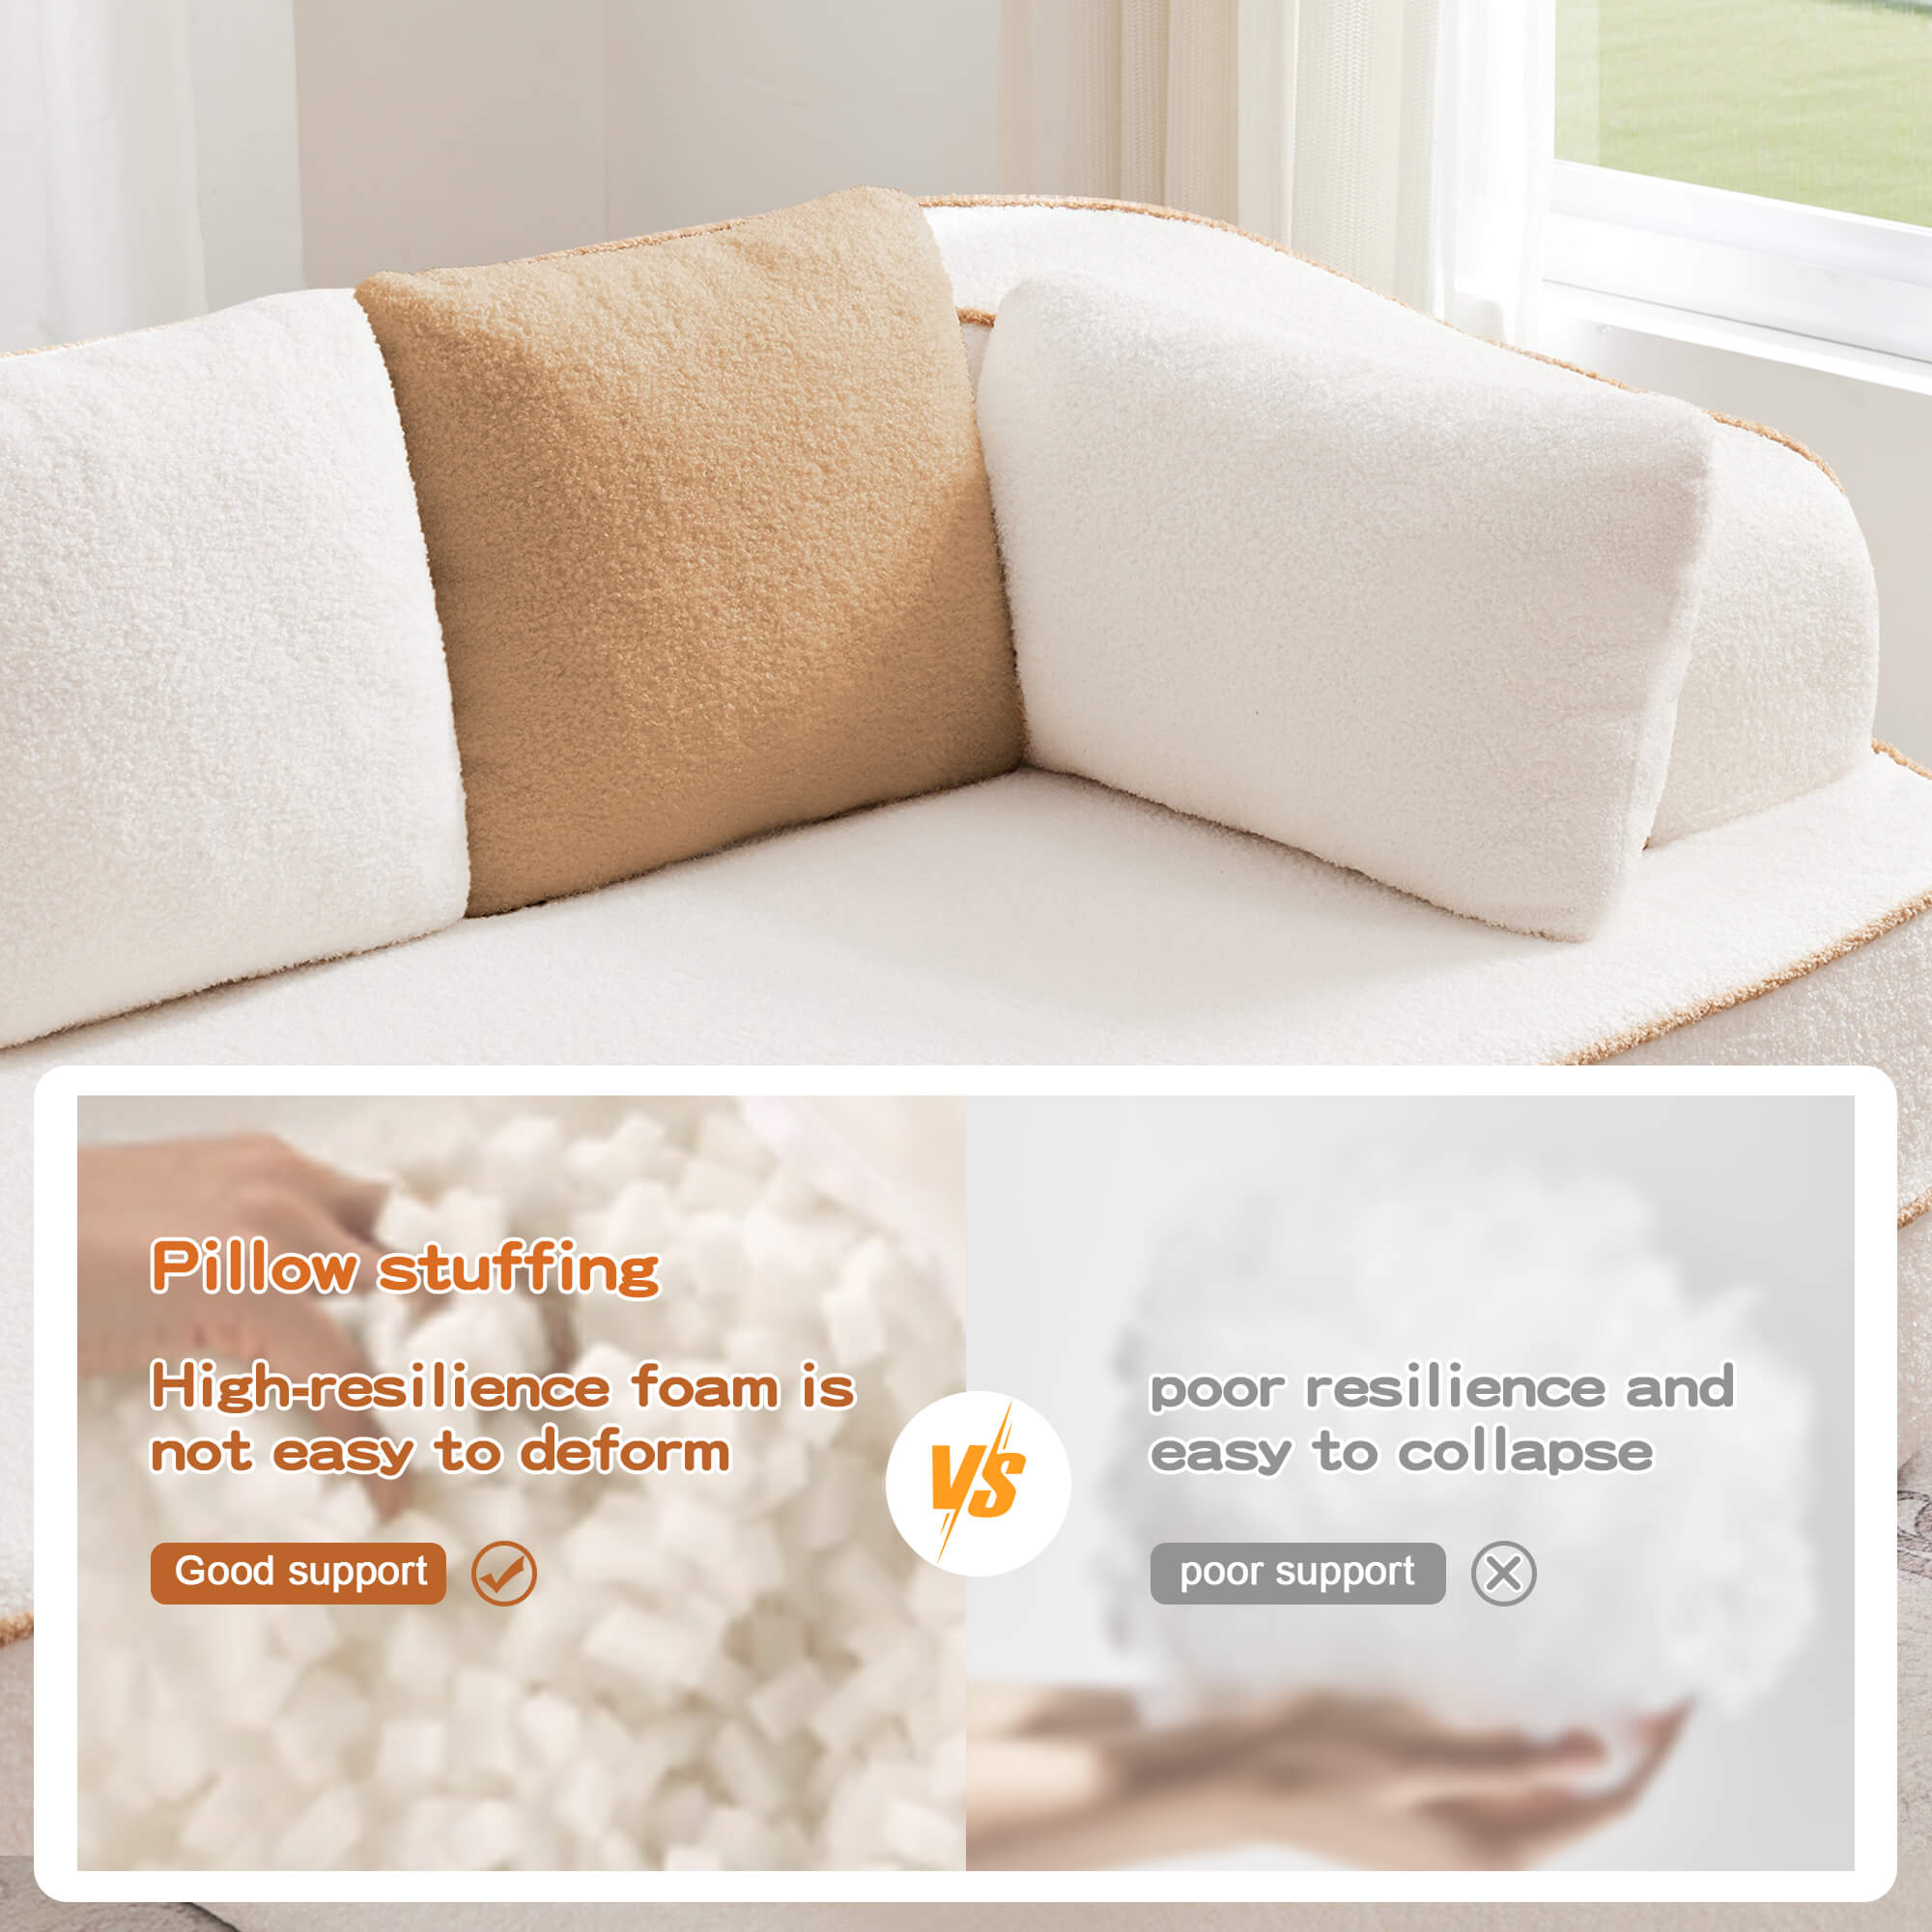 Pillow stuffing
High-resilience foam is
not easy to deform
Good support
VS
poor resilience and
easy to collapse
poor support